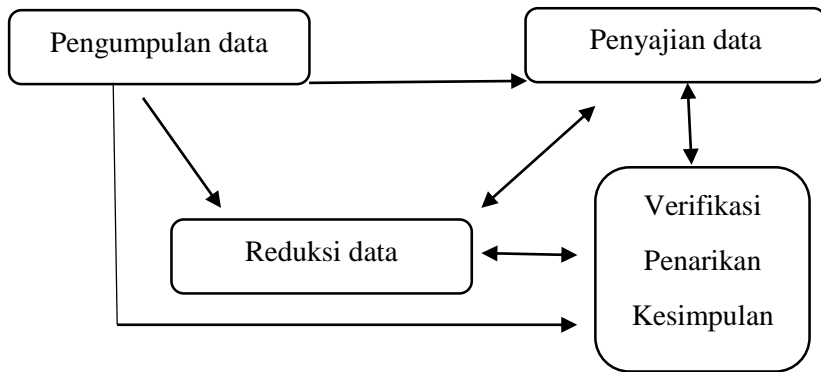 Pengumpulan data
Penyajian data
Reduksi data
Verifikasi
Penarikan
Kesimpulan